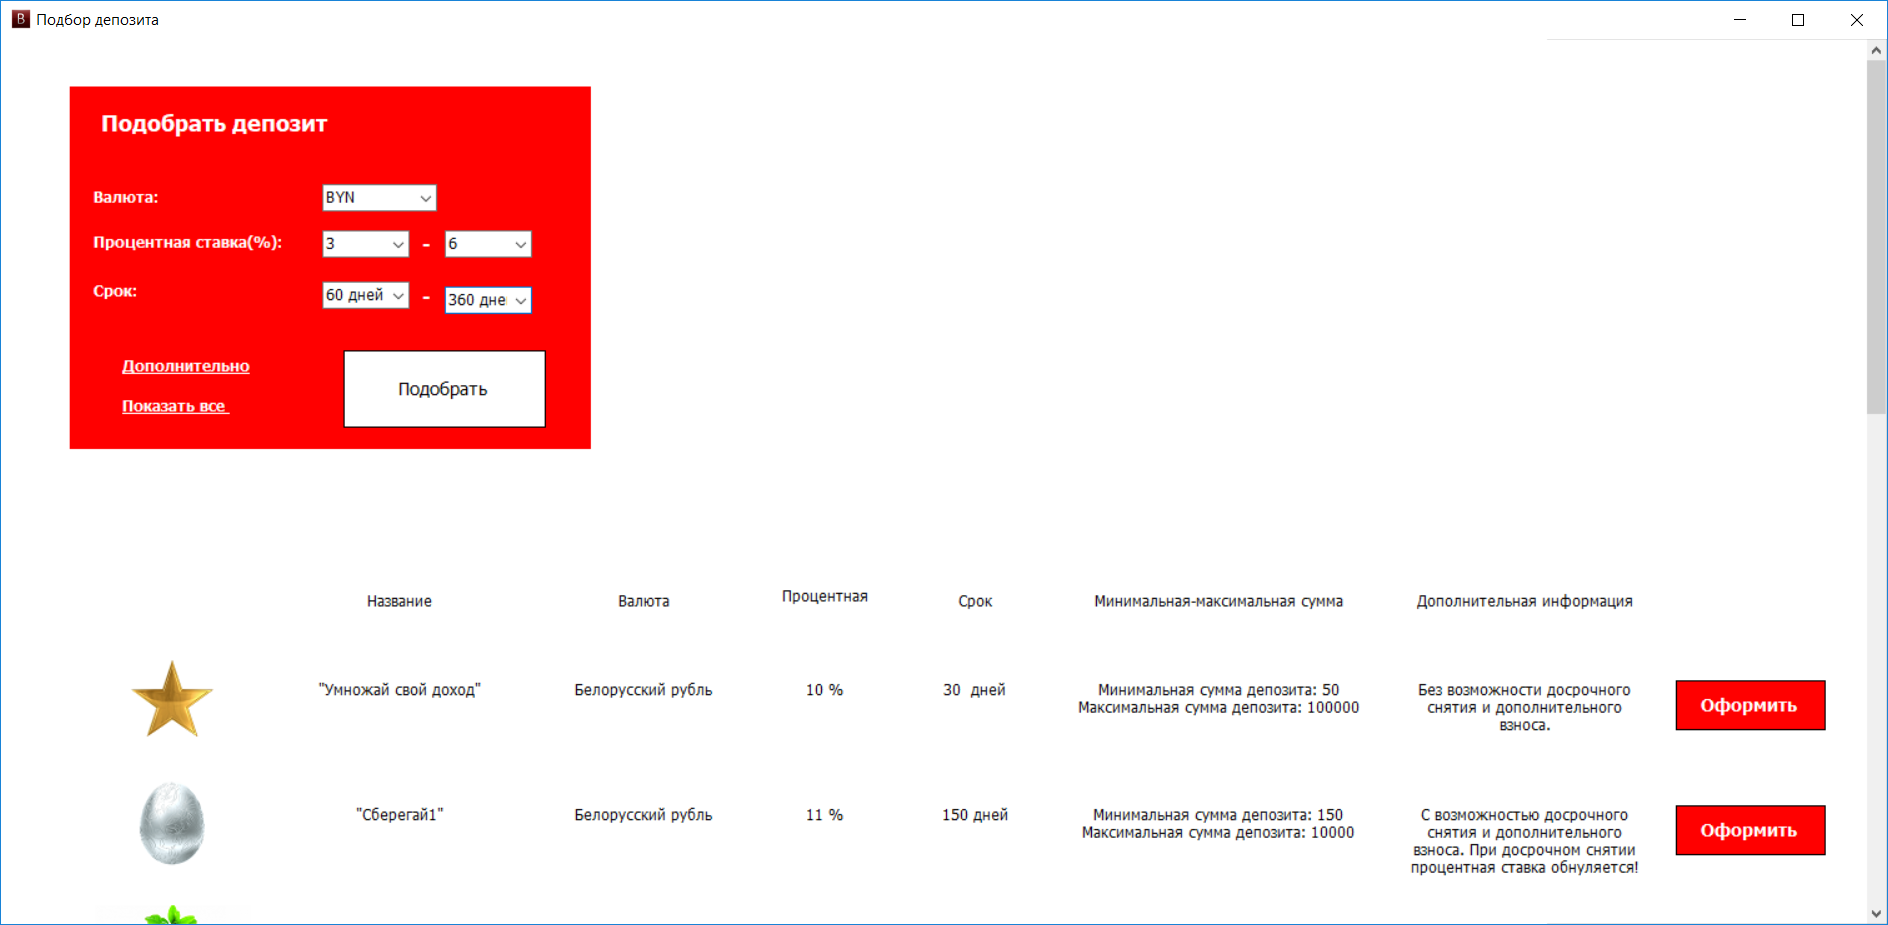 Подбор депозита
Подобрать депозит
Валюта:
BYN
Процентная ставка(%):
3 - 6
Срок:
60 дней - 360 дне
Дополнительно
Подобрать
Показать все
Название Валюта Процентная Срок Минимальная-максимальная сумма Дополнительная информация
"Умножай свой доход" Белорусский рубль 10 % 30 дней Минимальная сумма депозита: 50 Без возможности досрочного
Максимальная сумма депозита: 100000 снятия и дополнительного
взноса.
Оформить
"Сберегай1" Белорусский рубль 11 % 150 дней Минимальная сумма депозита: 150 С возможностью досрочного
Максимальная сумма депозита: 10000 снятия и дополнительного
взноса. При досрочном снятии
процентная ставка обнуляется!
Оформить